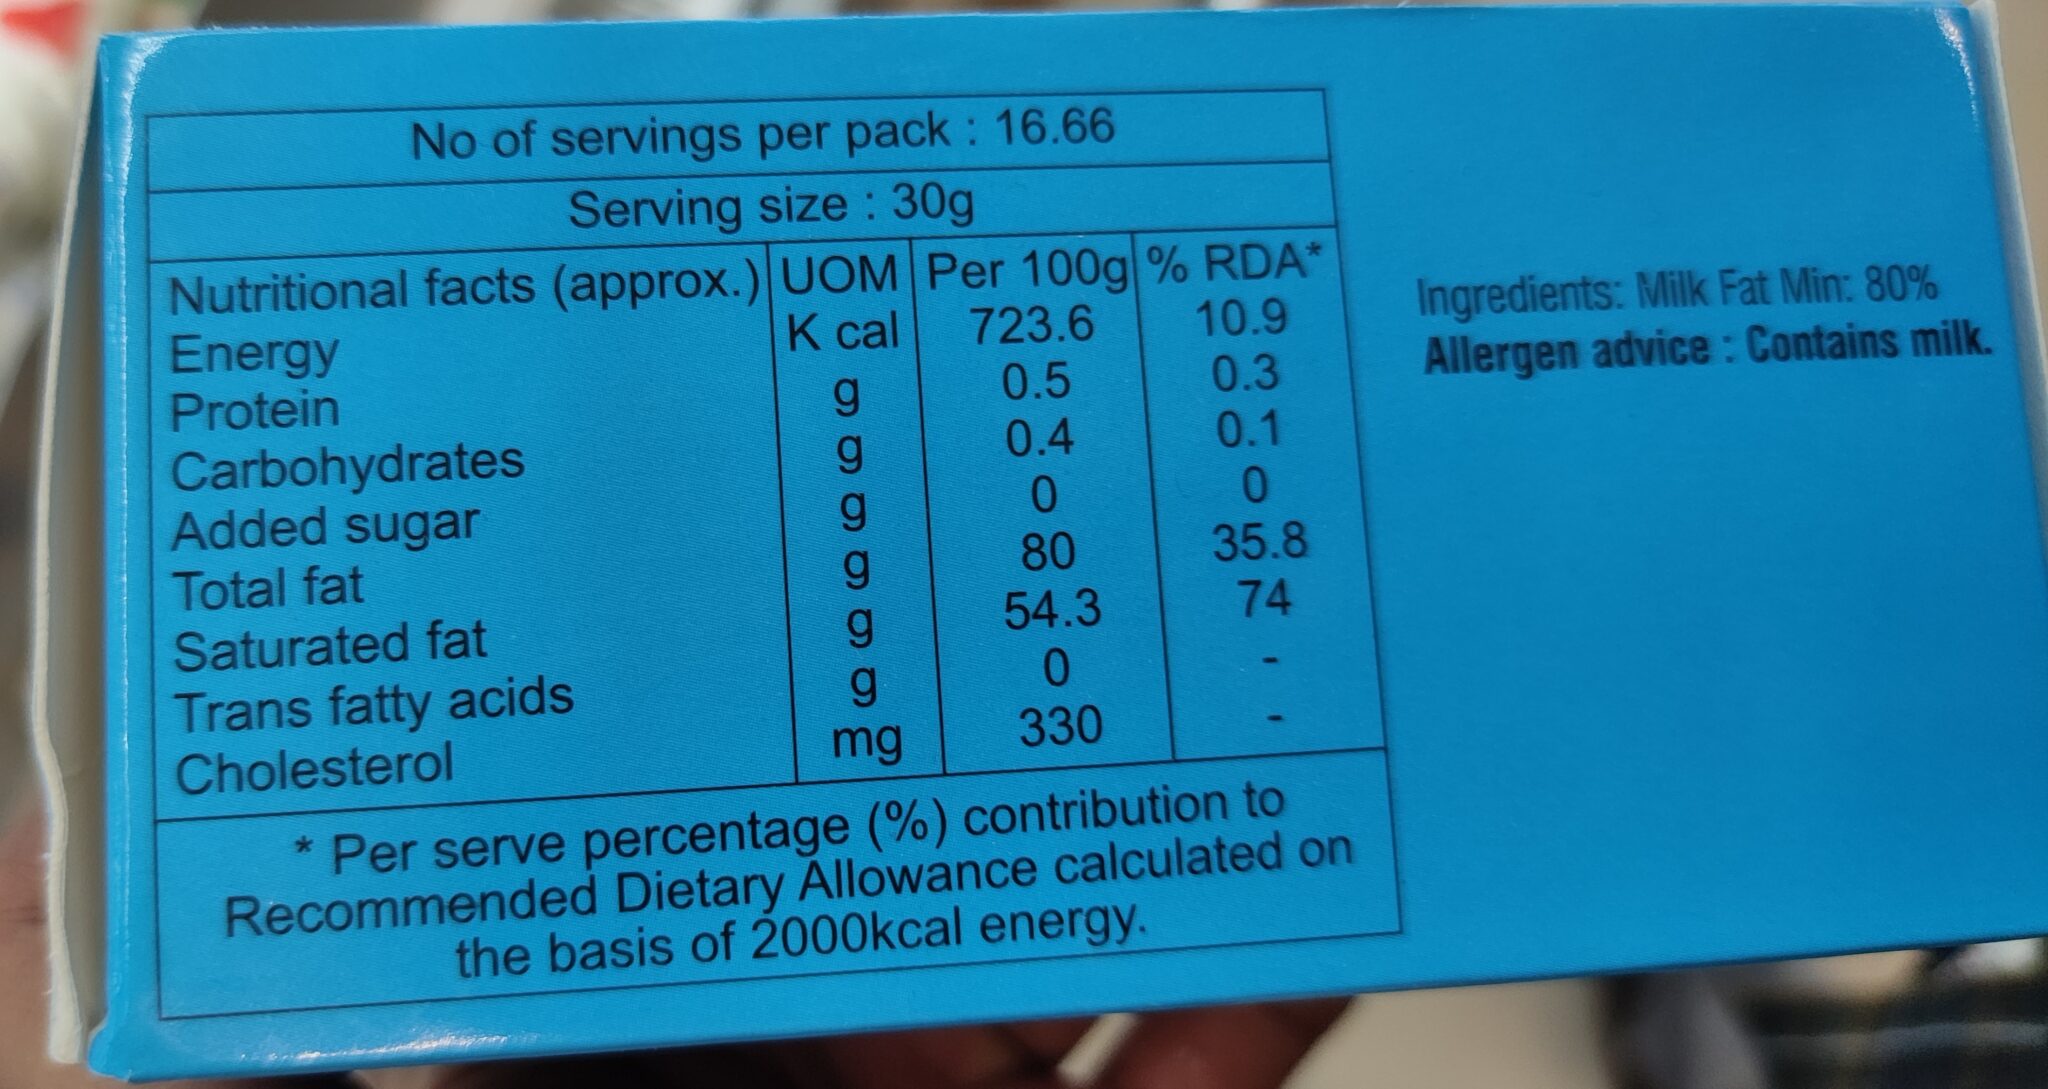 No of servings per pack : 16.66
Serving size : 30g
Nutritional facts (approx.) UOM Per 100g % RDA*
Energy K cal 723.6 10.9
Protein g 0.5 0.3
Carbohydrates g 0.4 0.1
Added sugar g 0 0
Total fat g 80 35.8
Saturated fat g 54.3 74
Trans fatty acids g 0 -
Cholesterol mg 330 -
* Per serve percentage (%) contribution to
Recommended Dietary Allowance calculated on
the basis of 2000kcal energy.
Ingredients: Milk Fat Min: 80%
Allergen advice : Contains milk.